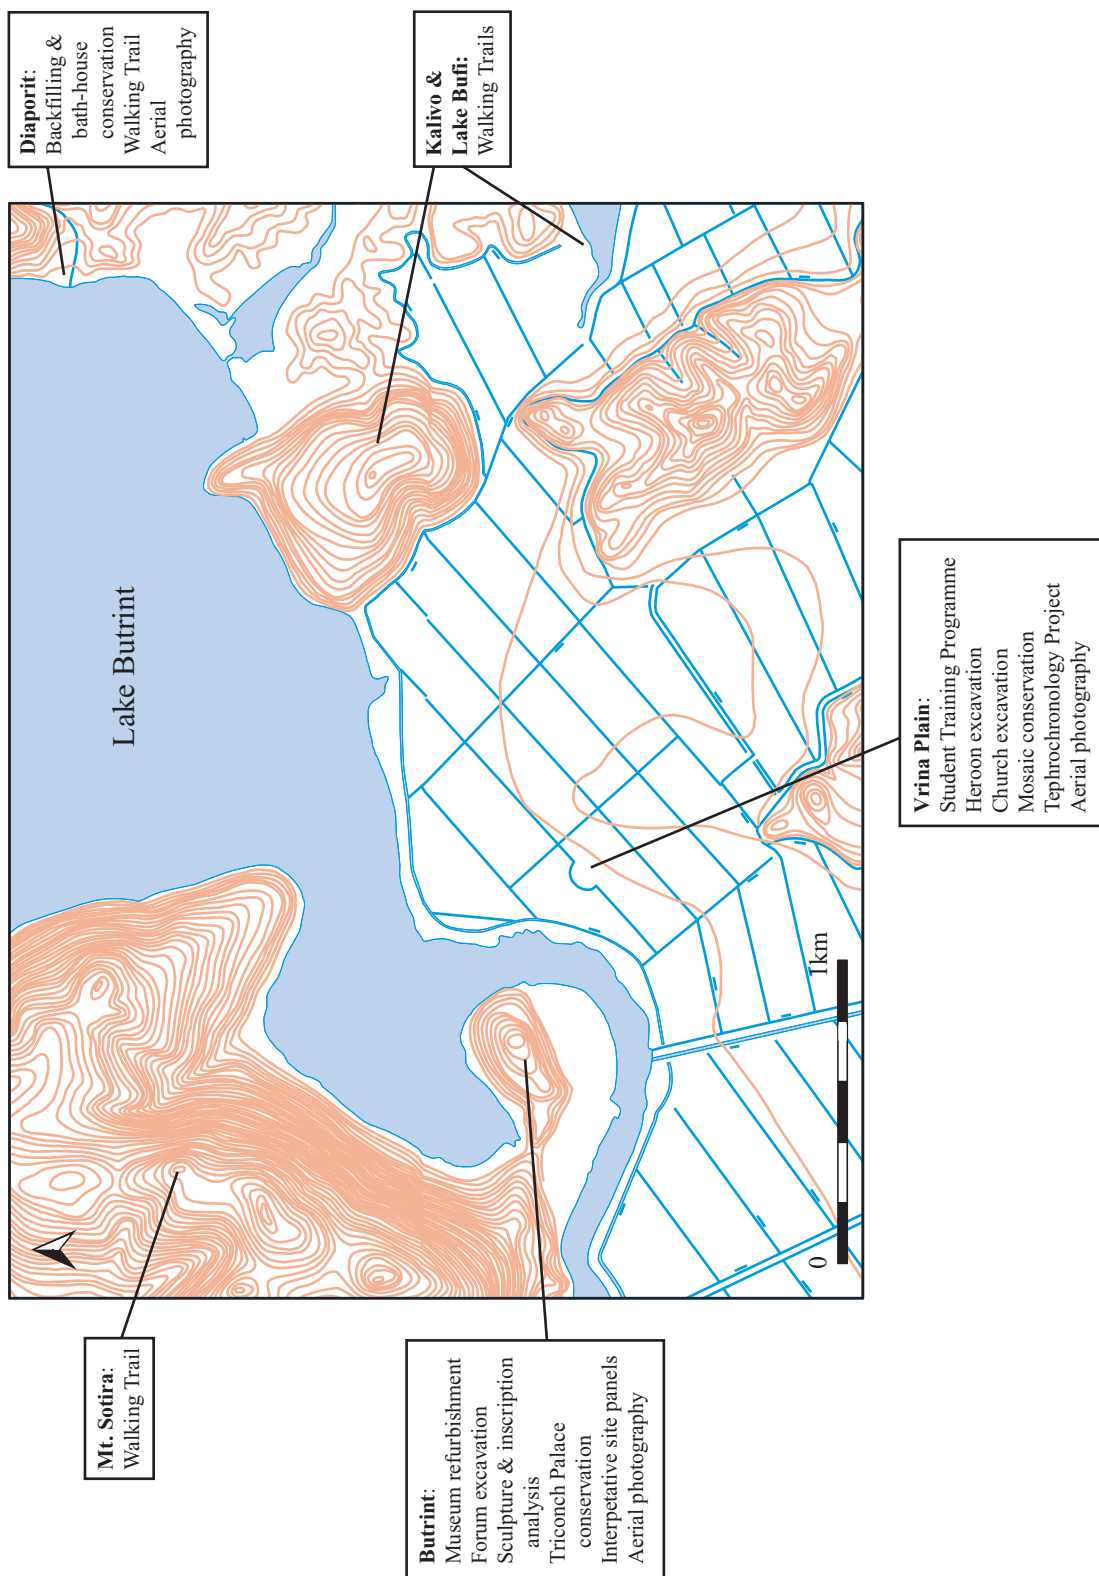 Mt. Sotira:
Walking Trail
Diaporit:
Backfilling &
bath-house
conservation
Walking Trail
Aerial
photography
Lake Butrint
Kalivo &
Lake Bufi:
Walking Trails
Butrint:
Museum refurbishment
Forum excavation
Sculpture & inscription
analysis
Triconch Palace
conservation
Interpetative site panels
Aerial photography
0
1km
Vrina Plain:
Student Training Programme
Heroon excavation
Church excavation
Mosaic conservation
Tephrochronology Project
Aerial photography